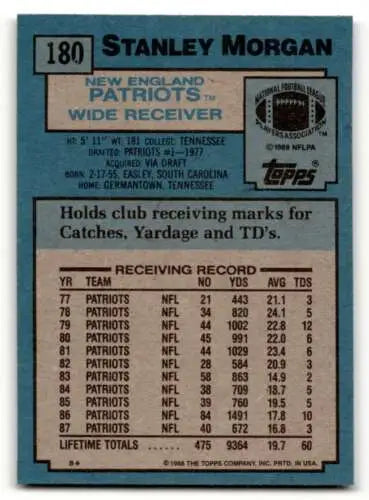 180 STANLEY MORGAN
NEW ENGLAND
PATRIOTS™
WIDE RECEIVER
NATIONAL FOOTBALL LEAGUE
PLAYERS ASSOCIATION
©1988 NFLPA
HT: 5' 11" WT: 181 COLLEGE: TENNESSEE
DRAFTED: PATRIOTS #1-1977
ACQUIRED: VIA DRAFT
BORN: 2-17-55, EASLEY, SOUTH CAROLINA
HOME: GERMANTOWN, TENNESSEE
topps®
Holds club receiving marks for
Catches, Yardage and TD's.
RECEIVING RECORD
YR TEAM NO YDS AVG TDS
77 PATRIOTS NFL 21 443 21.1 3
78 PATRIOTS NFL 34 820 24.1 5
79 PATRIOTS NFL 44 1002 22.8 12
80 PATRIOTS NFL 45 991 22.0 6
81 PATRIOTS NFL 44 1029 23.4 6
82 PATRIOTS NFL 28 584 20.9 3
83 PATRIOTS NFL 58 863 14.9 2
84 PATRIOTS NFL 38 709 18.7 5
85 PATRIOTS NFL 39 760 19.5 5
86 PATRIOTS NFL 84 1491 17.8 10
87 PATRIOTS NFL 40 672 16.8 3
LIFETIME TOTALS ...... 475 9364 19.7 60
B* ©1988 THE TOPPS COMPANY, INC. PRTD. IN U.S.A.